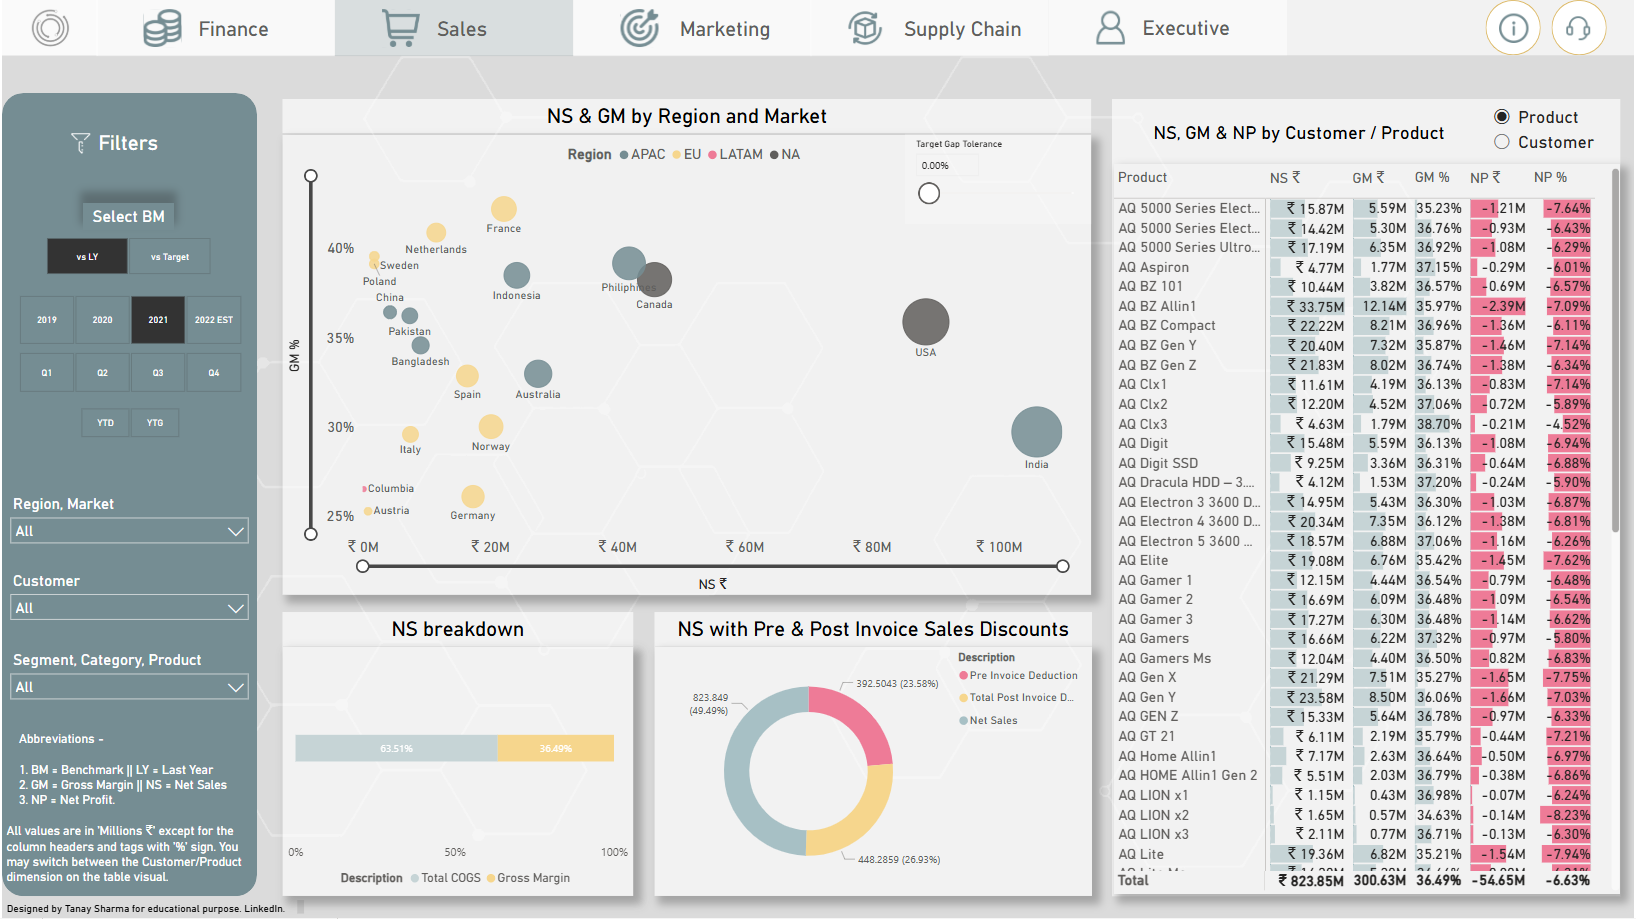 Finance
Sales
Marketing
Supply Chain
Executive
Filters
Select BM
vs LY
vs Target
2019
2020
2021
2022 EST
Q1
Q2
Q3
Q4
YTD
YTG
Region, Market
All
Customer
All
Segment, Category, Product
All
Abbreviations -
1. BM = Benchmark || LY = Last Year
2. GM = Gross Margin || NS = Net Sales
3. NP = Net Profit.
All values are in 'Millions ₹' except for the
column headers and tags with '%' sign. You
may switch between the Customer/Product
dimension on the table visual.
Designed by Tanay Sharma for educational purpose. LinkedIn.
NS & GM by Region and Market
Region APAC EU LATAM NA
Target Gap Tolerance
0.00%
GM %
40%
35%
30%
25%
France
Netherlands
Sweden
Poland
China
Indonesia
Philiphines
Canada
Pakistan
Bangladesh
USA
Spain
Australia
Italy
Norway
India
Columbia
Austria
Germany
₹ 0M
₹ 20M
₹ 40M
₹ 60M
₹ 80M
₹ 100M
NS ₹
NS breakdown
63.51%
36.49%
0%
50%
100%
Description Total COGS Gross Margin
NS with Pre & Post Invoice Sales Discounts
Description
Pre Invoice Deduction
Total Post Invoice D...
Net Sales
823.849
(49.49%)
392.5043 (23.58%)
448.2859 (26.93%)
NS, GM & NP by Customer / Product
Product
Customer
Product NS ₹ GM ₹ GM % NP ₹ NP %
AQ 5000 Series Elect... ₹ 15.87M 5.59M 35.23% -1.21M -7.64%
AQ 5000 Series Elect... ₹ 14.42M 5.30M 36.76% -0.93M -6.43%
AQ 5000 Series Ultro... ₹ 17.19M 6.35M 36.92% -1.08M -6.29%
AQ Aspiron ₹ 4.77M 1.77M 37.15% -0.29M -6.01%
AQ BZ 101 ₹ 10.44M 3.82M 36.57% -0.69M -6.57%
AQ BZ Allin1 ₹ 33.75M 12.14M 35.97% -2.39M -7.09%
AQ BZ Compact ₹ 22.22M 8.21M 36.96% -1.36M -6.11%
AQ BZ Gen Y ₹ 20.40M 7.32M 35.87% -1.46M -7.14%
AQ BZ Gen Z ₹ 21.83M 8.02M 36.74% -1.38M -6.34%
AQ Clx1 ₹ 11.61M 4.19M 36.13% -0.83M -7.14%
AQ Clx2 ₹ 12.20M 4.52M 37.06% -0.72M -5.89%
AQ Clx3 ₹ 4.63M 1.79M 38.70% -0.21M -4.52%
AQ Digit ₹ 15.48M 5.59M 36.13% -1.08M -6.94%
AQ Digit SSD ₹ 9.25M 3.36M 36.31% -0.64M -6.88%
AQ Dracula HDD – 3.... ₹ 4.12M 1.53M 37.20% -0.24M -5.90%
AQ Electron 3 3600 D... ₹ 14.95M 5.43M 36.30% -1.03M -6.87%
AQ Electron 4 3600 D... ₹ 20.34M 7.35M 36.12% -1.38M -6.81%
AQ Electron 5 3600 ... ₹ 18.57M 6.88M 37.06% -1.16M -6.26%
AQ Elite ₹ 19.08M 6.76M 35.42% -1.45M -7.62%
AQ Gamer 1 ₹ 12.15M 4.44M 36.54% -0.79M -6.48%
AQ Gamer 2 ₹ 16.69M 6.09M 36.48% -1.09M -6.54%
AQ Gamer 3 ₹ 17.27M 6.30M 36.48% -1.14M -6.62%
AQ Gamers ₹ 16.66M 6.22M 37.32% -0.97M -5.80%
AQ Gamers Ms ₹ 12.04M 4.40M 36.50% -0.82M -6.83%
AQ Gen X ₹ 21.29M 7.51M 35.27% -1.65M -7.75%
AQ Gen Y ₹ 23.58M 8.50M 36.06% -1.66M -7.03%
AQ GEN Z ₹ 15.33M 5.64M 36.78% -0.97M -6.33%
AQ GT 21 ₹ 6.11M 2.19M 35.79% -0.44M -7.21%
AQ Home Allin1 ₹ 7.17M 2.63M 36.64% -0.50M -6.97%
AQ HOME Allin1 Gen 2 ₹ 5.51M 2.03M 36.79% -0.38M -6.86%
AQ LION x1 ₹ 1.15M 0.43M 36.98% -0.07M -6.24%
AQ LION x2 ₹ 1.65M 0.57M 34.63% -0.14M -8.23%
AQ LION x3 ₹ 2.11M 0.77M 36.71% -0.13M -6.30%
AQ Lite ₹ 19.36M 6.82M 35.21% -1.54M -7.94%
Total ₹ 823.85M 300.63M 36.49% -54.65M -6.63%